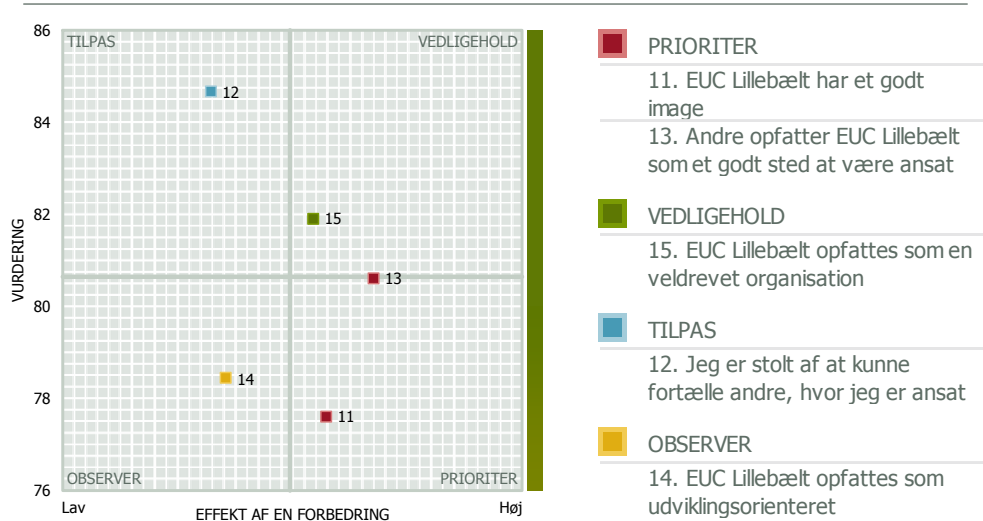 86
84
82
80
78
76
VURDERING
TILPAS
VEDLIGEHOLD
12
15
13
14
11
OBSERVER
PRIORITER
Lav
EFFEKT AF EN FORBEDRING
Høj
PRIORITER
11. EUC Lillebælt har et godt
image
13. Andre opfatter EUC Lillebælt
som et godt sted at være ansat
VEDLIGEHOLD
15. EUC Lillebælt opfattes som en
veldrevet organisation
TILPAS
12. Jeg er stolt af at kunne
fortælle andre, hvor jeg er ansat
OBSERVER
14. EUC Lillebælt opfattes som
udviklingsorienteret